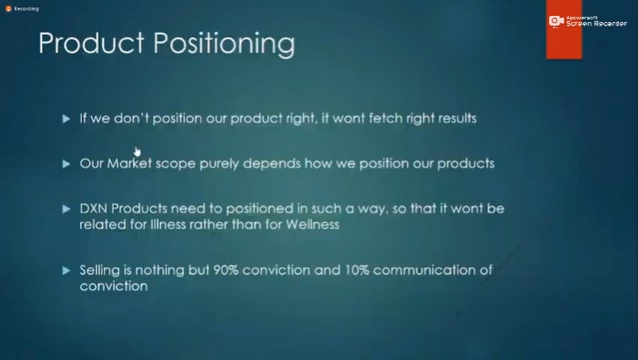 Recording
Apowersoft
Screen Recorder
Product Positioning
If we don't position our product right, it wont fetch right results
Our Market scope purely depends how we position our products
DXN Products need to positioned in such a way, so that it wont be
related for Illness rather than for Wellness
Selling is nothing but 90% conviction and 10% communication of
conviction